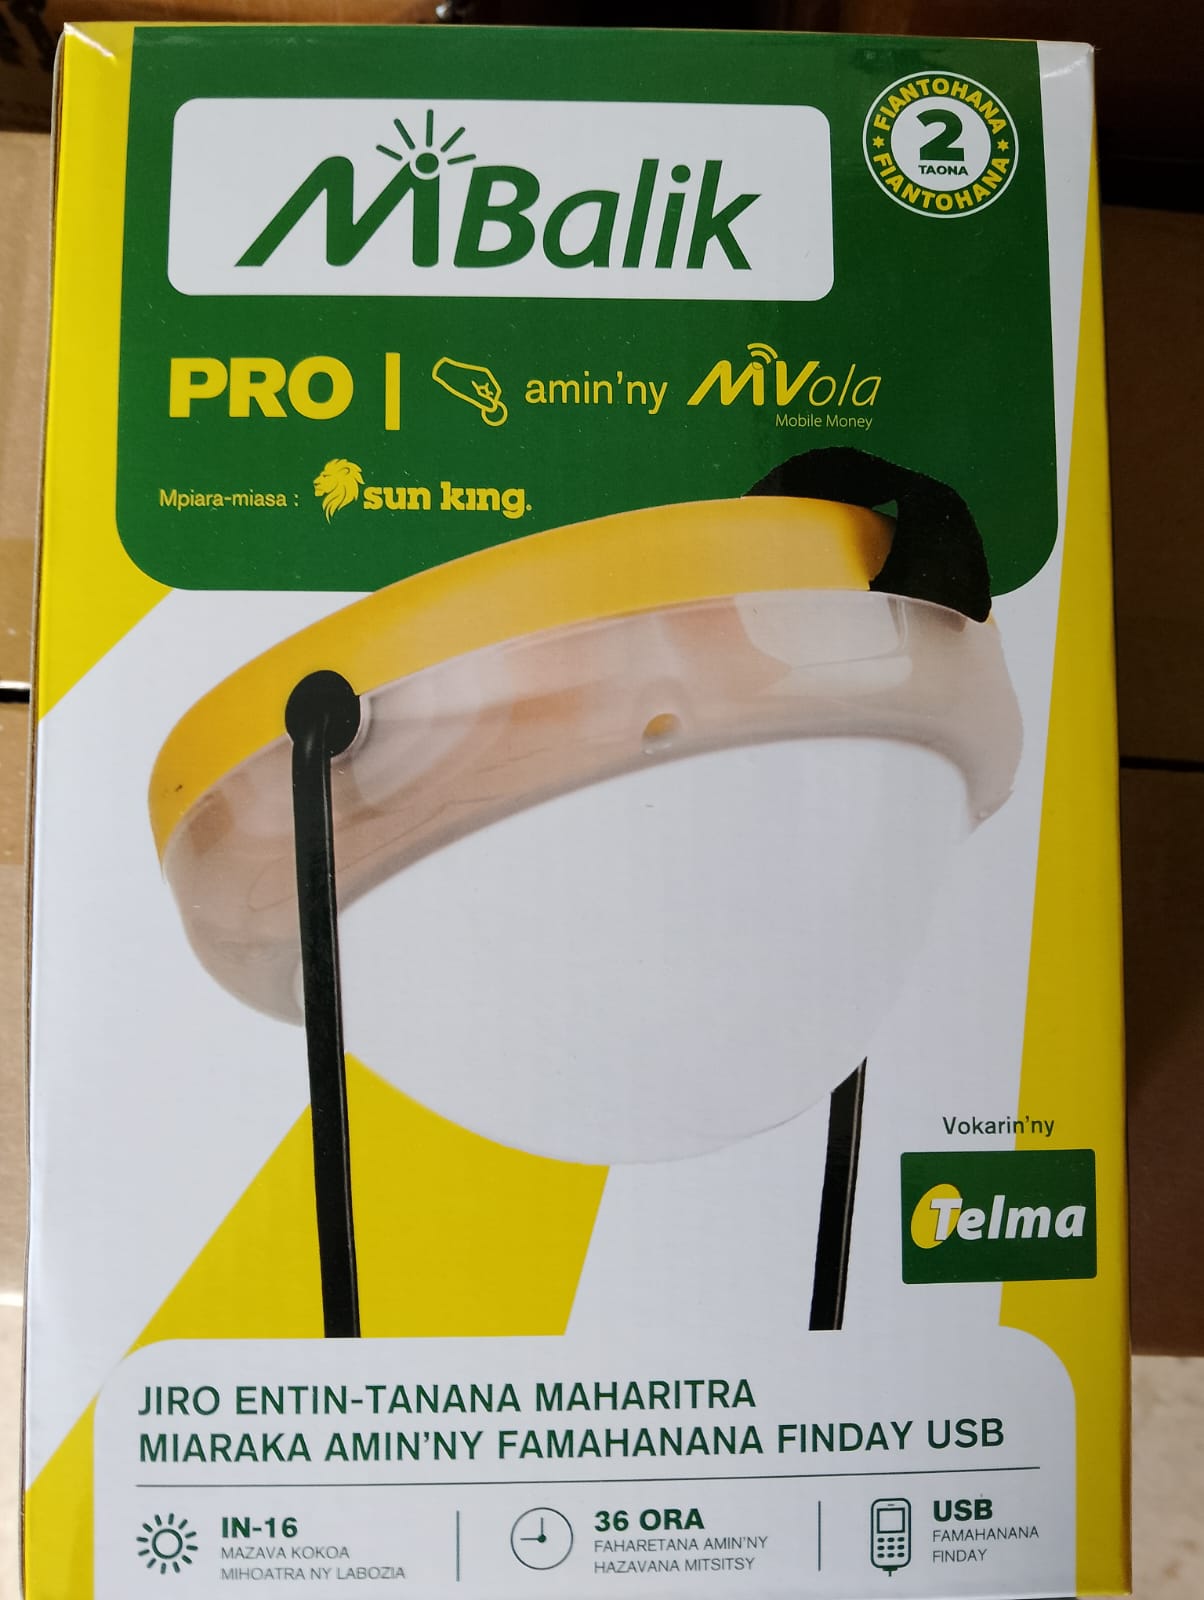 MBalik
FIANTOHANA
2
TAONA
FIANTOHANA
PRO | amin'ny MVola
Mobile Money
Mpiara-miasa : sun king.
Vokarin'ny
Telma
JIRO ENTIN-TANANA MAHARITRA
MIARAKA AMIN'NY FAMAHANANA FINDAY USB
IN-16
MAZAVA KOKOA
MIHOATRA NY LABOZIA
36 ORA
FAHARETANA AMIN'NY
HAZAVANA MITSITSY
USB
FAMAHANANA
FINDAY